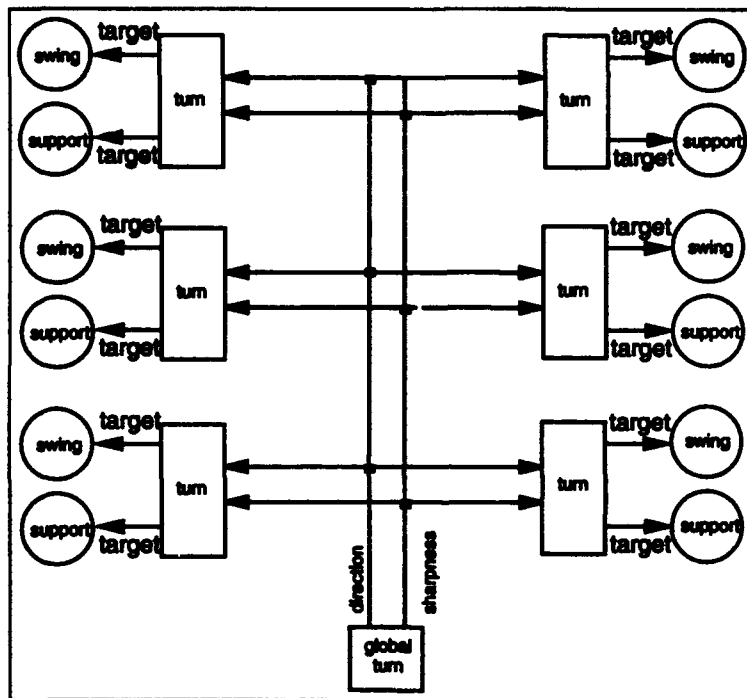 target
target
swing
swing
turn
turn
support
support
target
target
target
target
swing
swing
turn
turn
support
support
target
target
target
target
swing
swing
turn
turn
support
support
target
target
direction
sharpness
global
turn